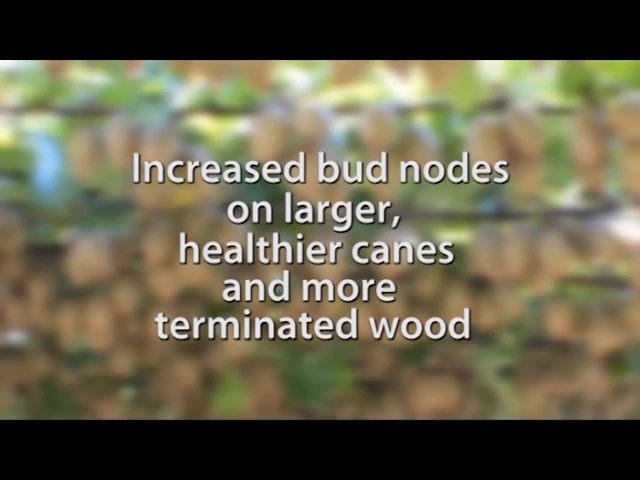 Increased bud nodes
on larger,
healthier canes
and more
terminated wood